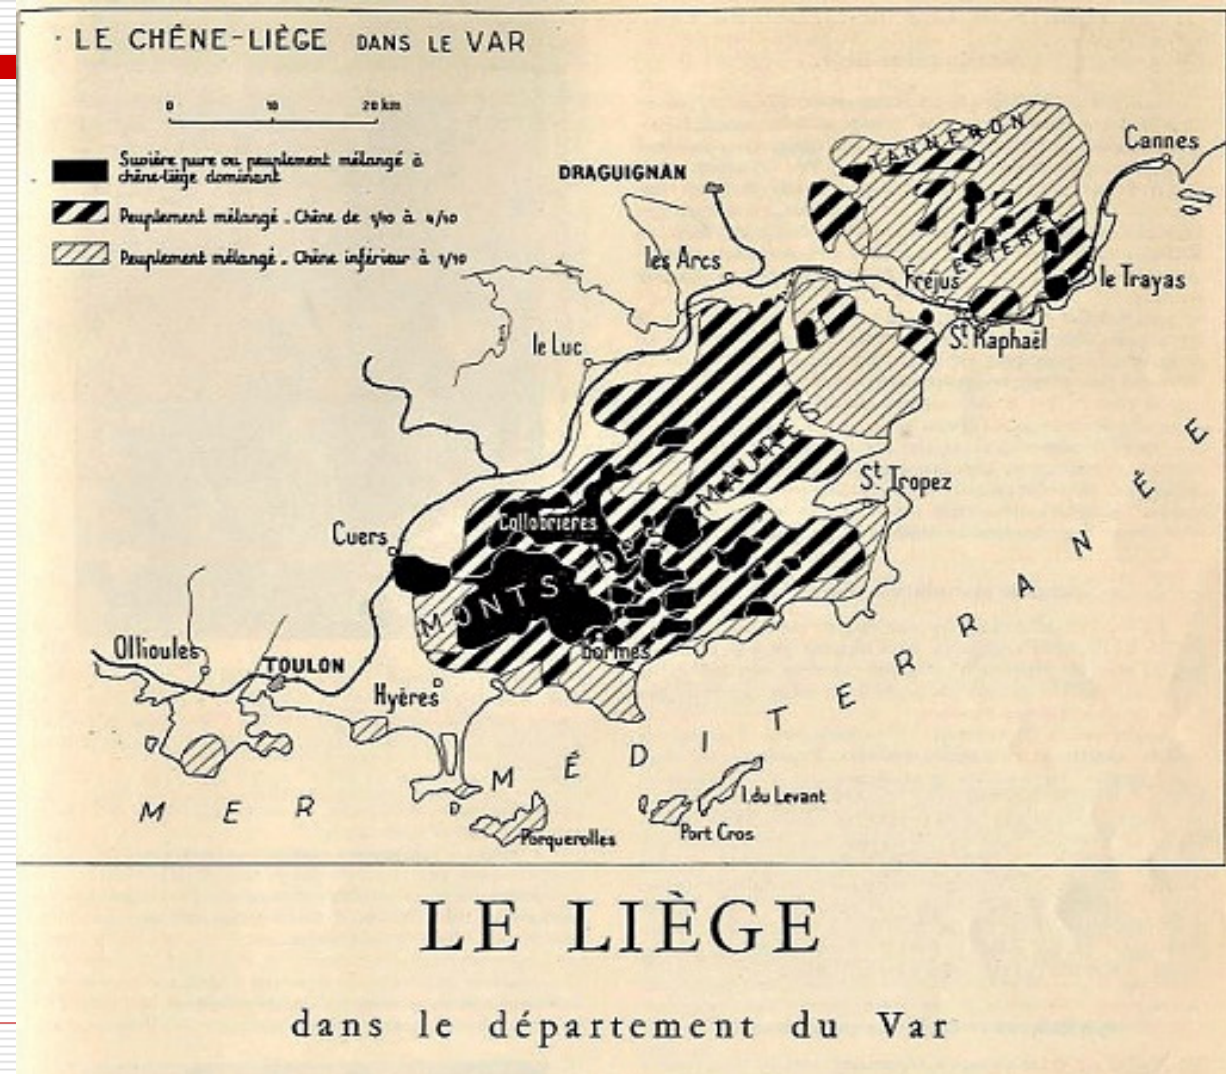 LE CHÊNE-LIÈGE DANS LE VAR
0 10 20 km
Suvière pure ou peuplement mélangé à
chêne-liège dominant
Peuplement mélangé. Chêne de 1/10 à 4/10
Peuplement mélangé. Chêne inférieur à 1/10
TANNERON
Cannes
DRAGUIGNAN
les Arcs
ESTEREL
Fréjus
le Trayas
St. Raphaël
le Luc
MONTS DES MAURES
St. Tropez
Collobrières
Cuers
Bormes
Ollioules
TOULON
Hyères
MER MÉDITERRANÉE
I. du Levant
Port Cros
Porquerolles
LE LIÈGE
dans le département du Var